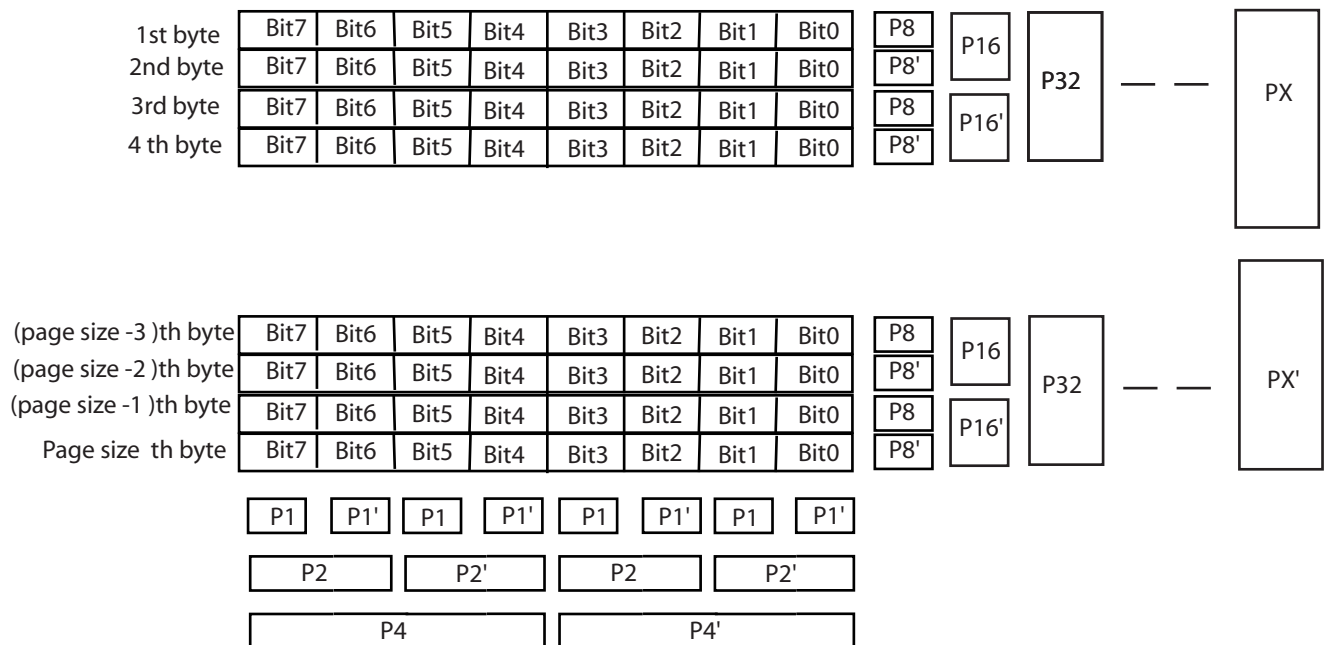 1st byte Bit7 Bit6 Bit5 Bit4 Bit3 Bit2 Bit1 Bit0 P8 P16 P32 PX
2nd byte Bit7 Bit6 Bit5 Bit4 Bit3 Bit2 Bit1 Bit0 P8'
3rd byte Bit7 Bit6 Bit5 Bit4 Bit3 Bit2 Bit1 Bit0 P8 P16'
4 th byte Bit7 Bit6 Bit5 Bit4 Bit3 Bit2 Bit1 Bit0 P8'
(page size -3 )th byte Bit7 Bit6 Bit5 Bit4 Bit3 Bit2 Bit1 Bit0 P8 P16 P32 PX'
(page size -2 )th byte Bit7 Bit6 Bit5 Bit4 Bit3 Bit2 Bit1 Bit0 P8'
(page size -1 )th byte Bit7 Bit6 Bit5 Bit4 Bit3 Bit2 Bit1 Bit0 P8 P16'
Page size th byte Bit7 Bit6 Bit5 Bit4 Bit3 Bit2 Bit1 Bit0 P8'
P1 P1' P1 P1' P1 P1' P1 P1'
P2 P2' P2 P2'
P4 P4'